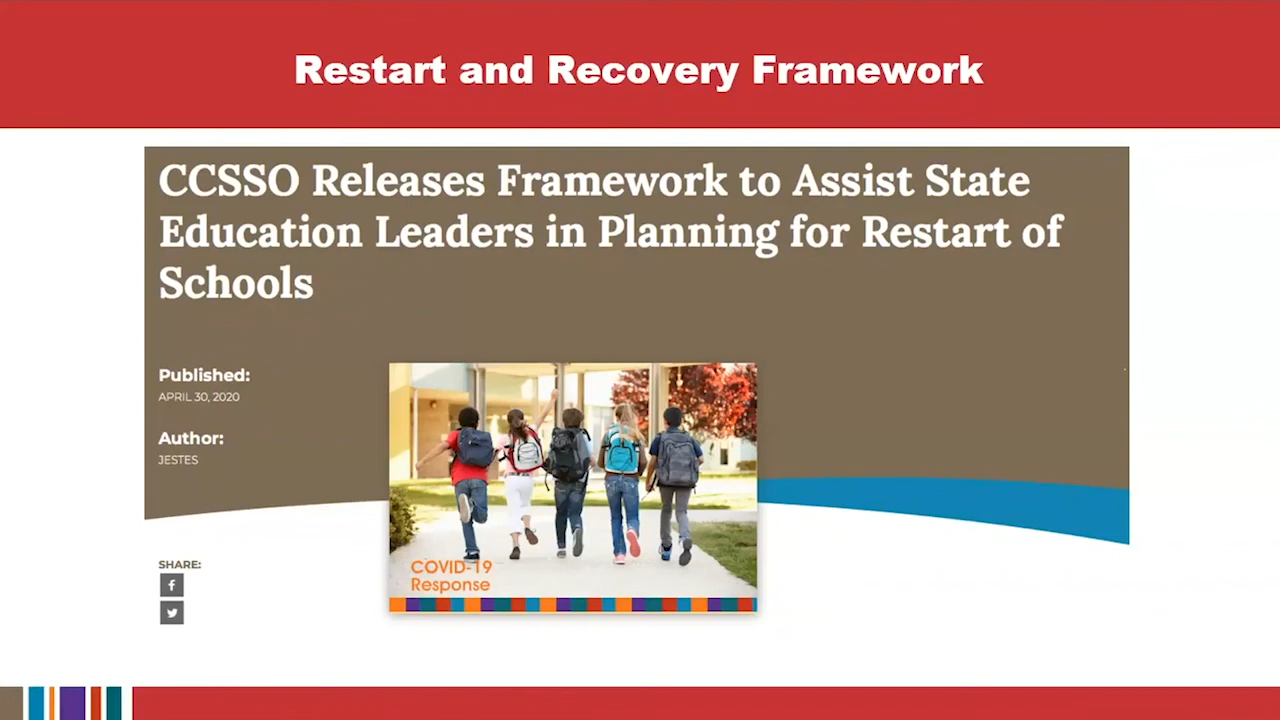 Restart and Recovery Framework
CCSSO Releases Framework to Assist State
Education Leaders in Planning for Restart of
Schools
Published:
APRIL 30, 2020
Author:
JESTES
SHARE:
COVID-19
Response